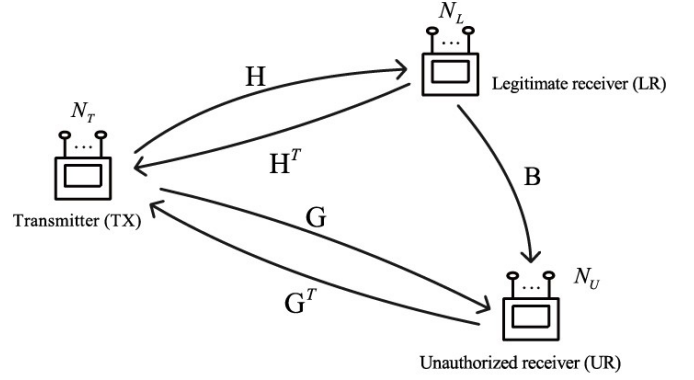 N_L
H
Legitimate receiver (LR)
N_T
H^T
B
Transmitter (TX)
G
N_U
G^T
Unauthorized receiver (UR)